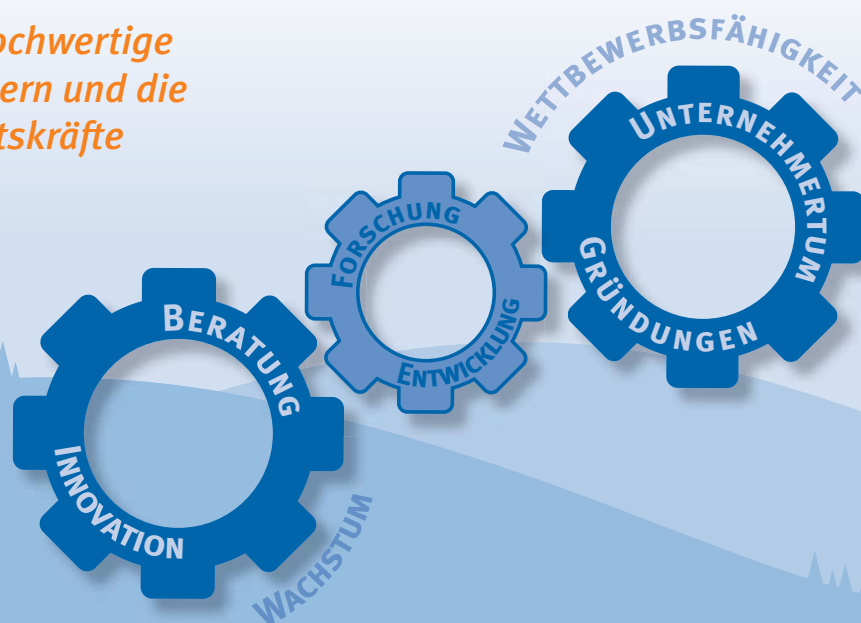 ochwertige
ern und die
tskräfte
WETTBEWERBSFÄHIGKEIT
UNTERNEHMERTUM
GRÜNDUNGEN
FORSCHUNG
ENTWICKLUNG
BERATUNG
INNOVATION
WACHSTUM